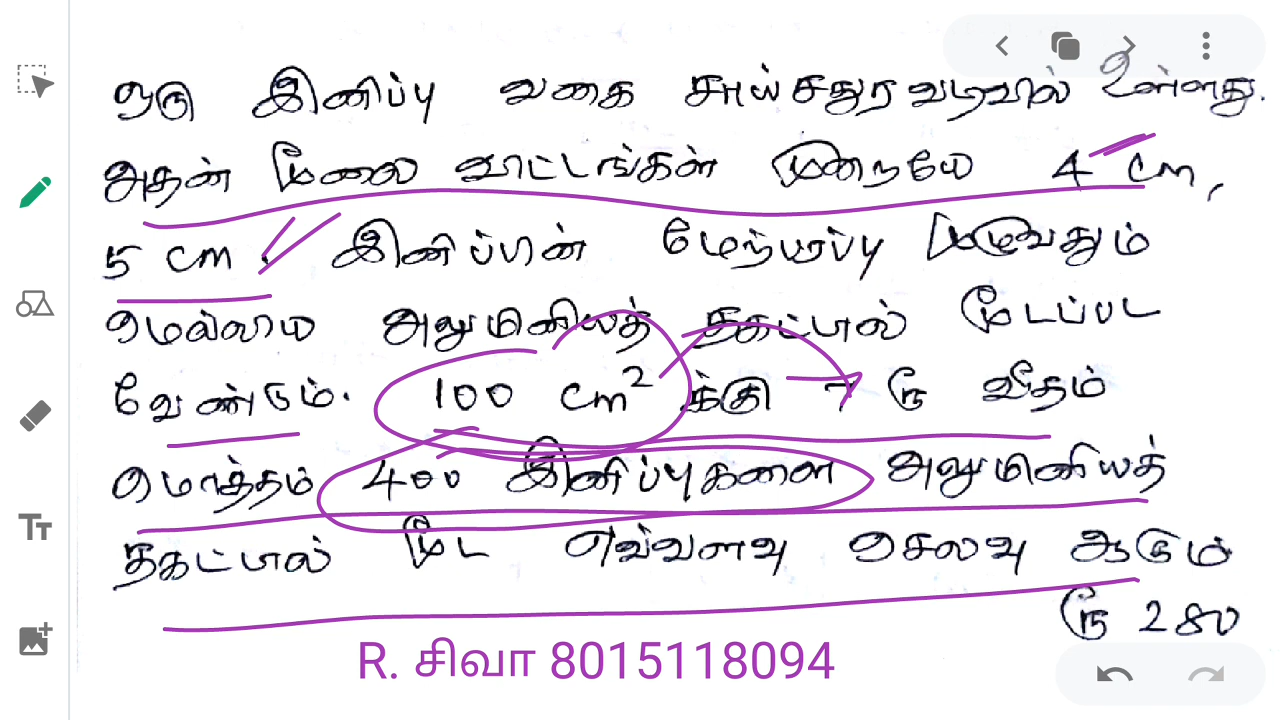 ஒரு இனிப்பு வகை சாய்சதுர வடிவில் உள்ளது.
அதன் மூலை விட்டங்கள் முறையே 4 cm,
5 cm. இனிப்பின் மேற்பரப்பு முழுவதும்
மெல்லிய அலுமினியத் தகட்டால் மூடப்பட
வேண்டும். 100 cm² க்கு 7 ரூ வீதம்
மொத்தம் 400 இனிப்புகளை அலுமினியத்
தகட்டால் மூட எவ்வளவு செலவு ஆகும்
ரூ 280
R. சிவா 8015118094